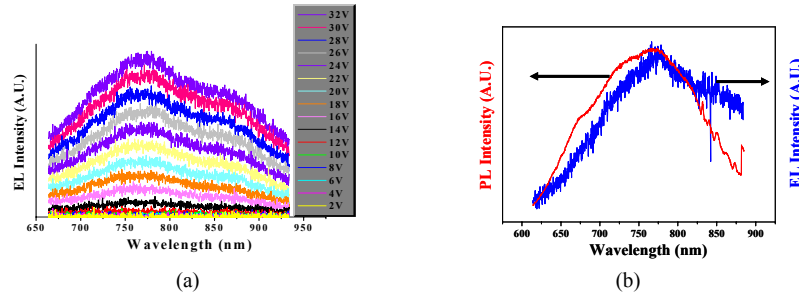 EL Intensity (A.U.)
32V
30V
28V
26V
24V
22V
20V
18V
16V
14V
12V
10V
8V
6V
4V
2V
650 700 750 800 850 900 950
Wavelength (nm)
(a)
PL Intensity (A.U.)
EL Intensity (A.U.)
600 650 700 750 800 850 900
Wavelength (nm)
(b)